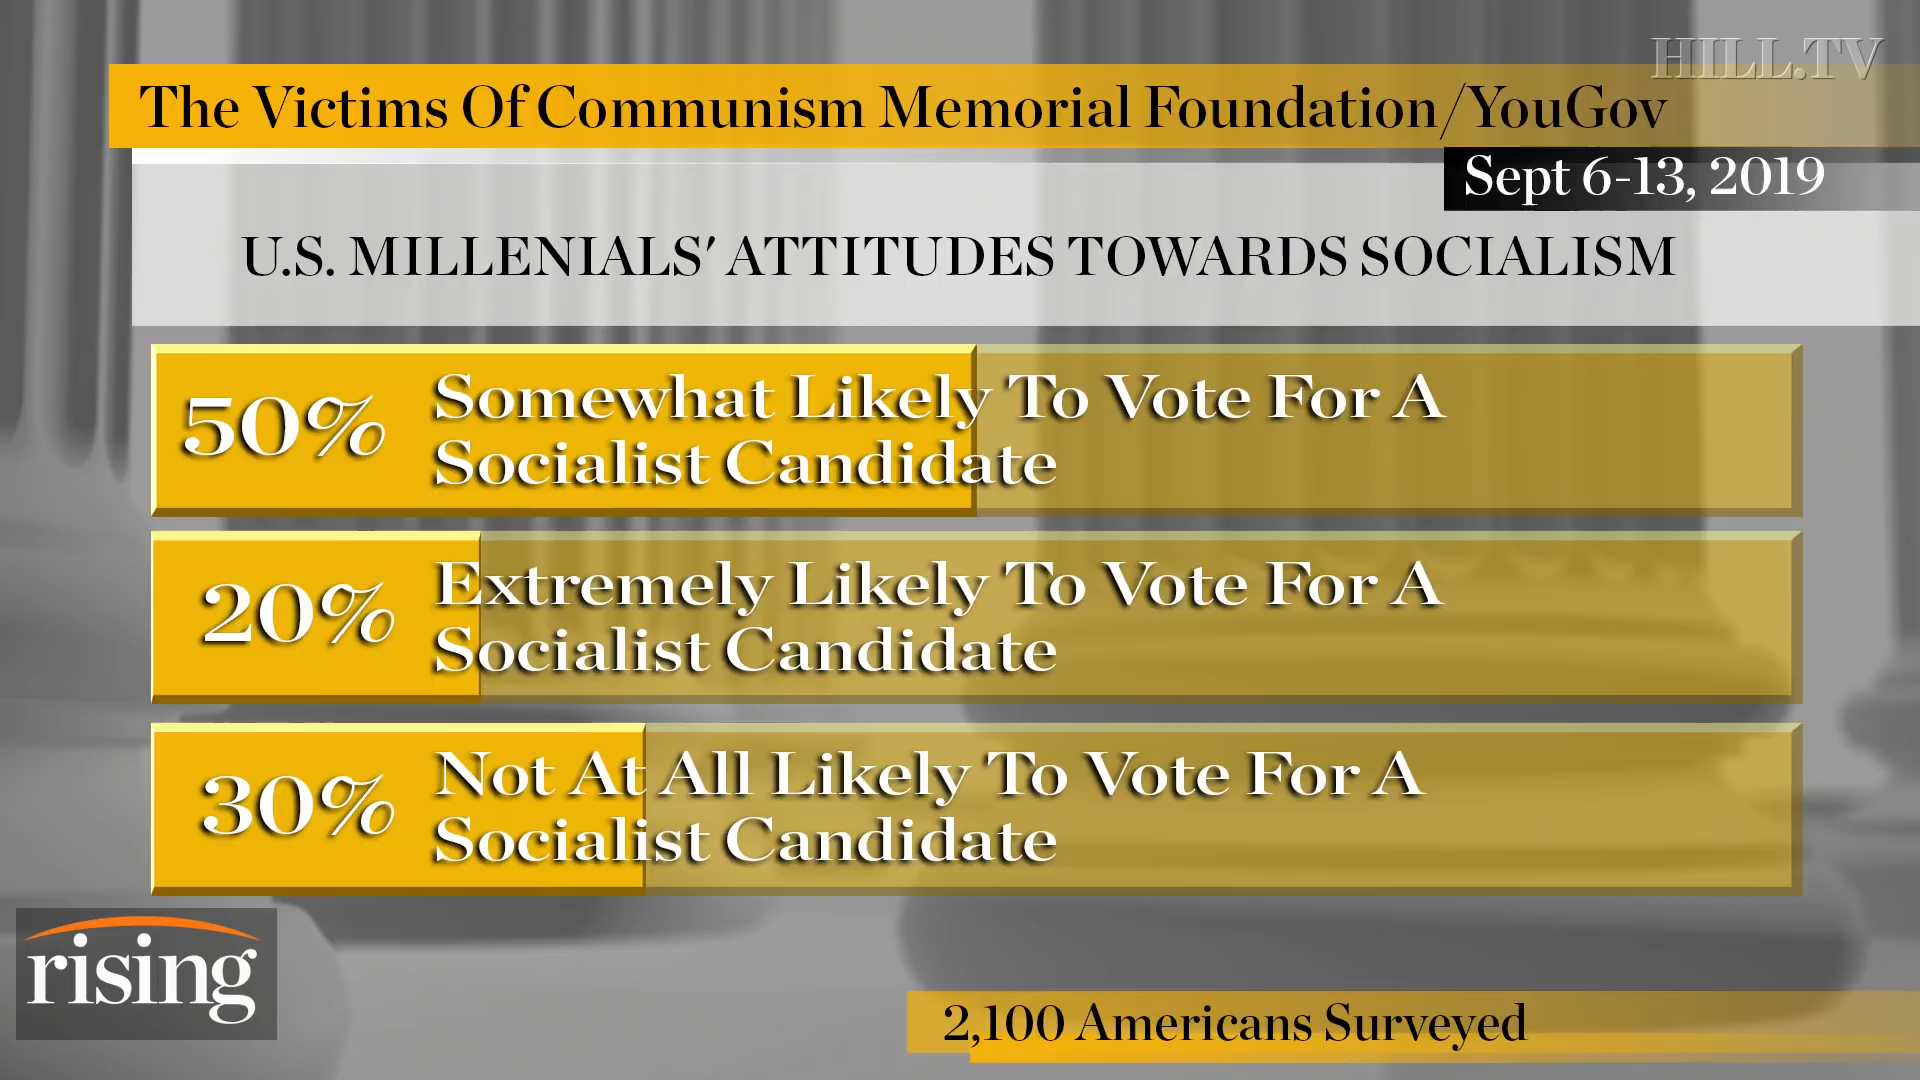 HILL.TV
The Victims Of Communism Memorial Foundation/YouGov
Sept 6-13, 2019
U.S. MILLENIALS' ATTITUDES TOWARDS SOCIALISM
50%
Somewhat Likely To Vote For A
Socialist Candidate
20%
Extremely Likely To Vote For A
Socialist Candidate
30%
Not At All Likely To Vote For A
Socialist Candidate
rising
2,100 Americans Surveyed